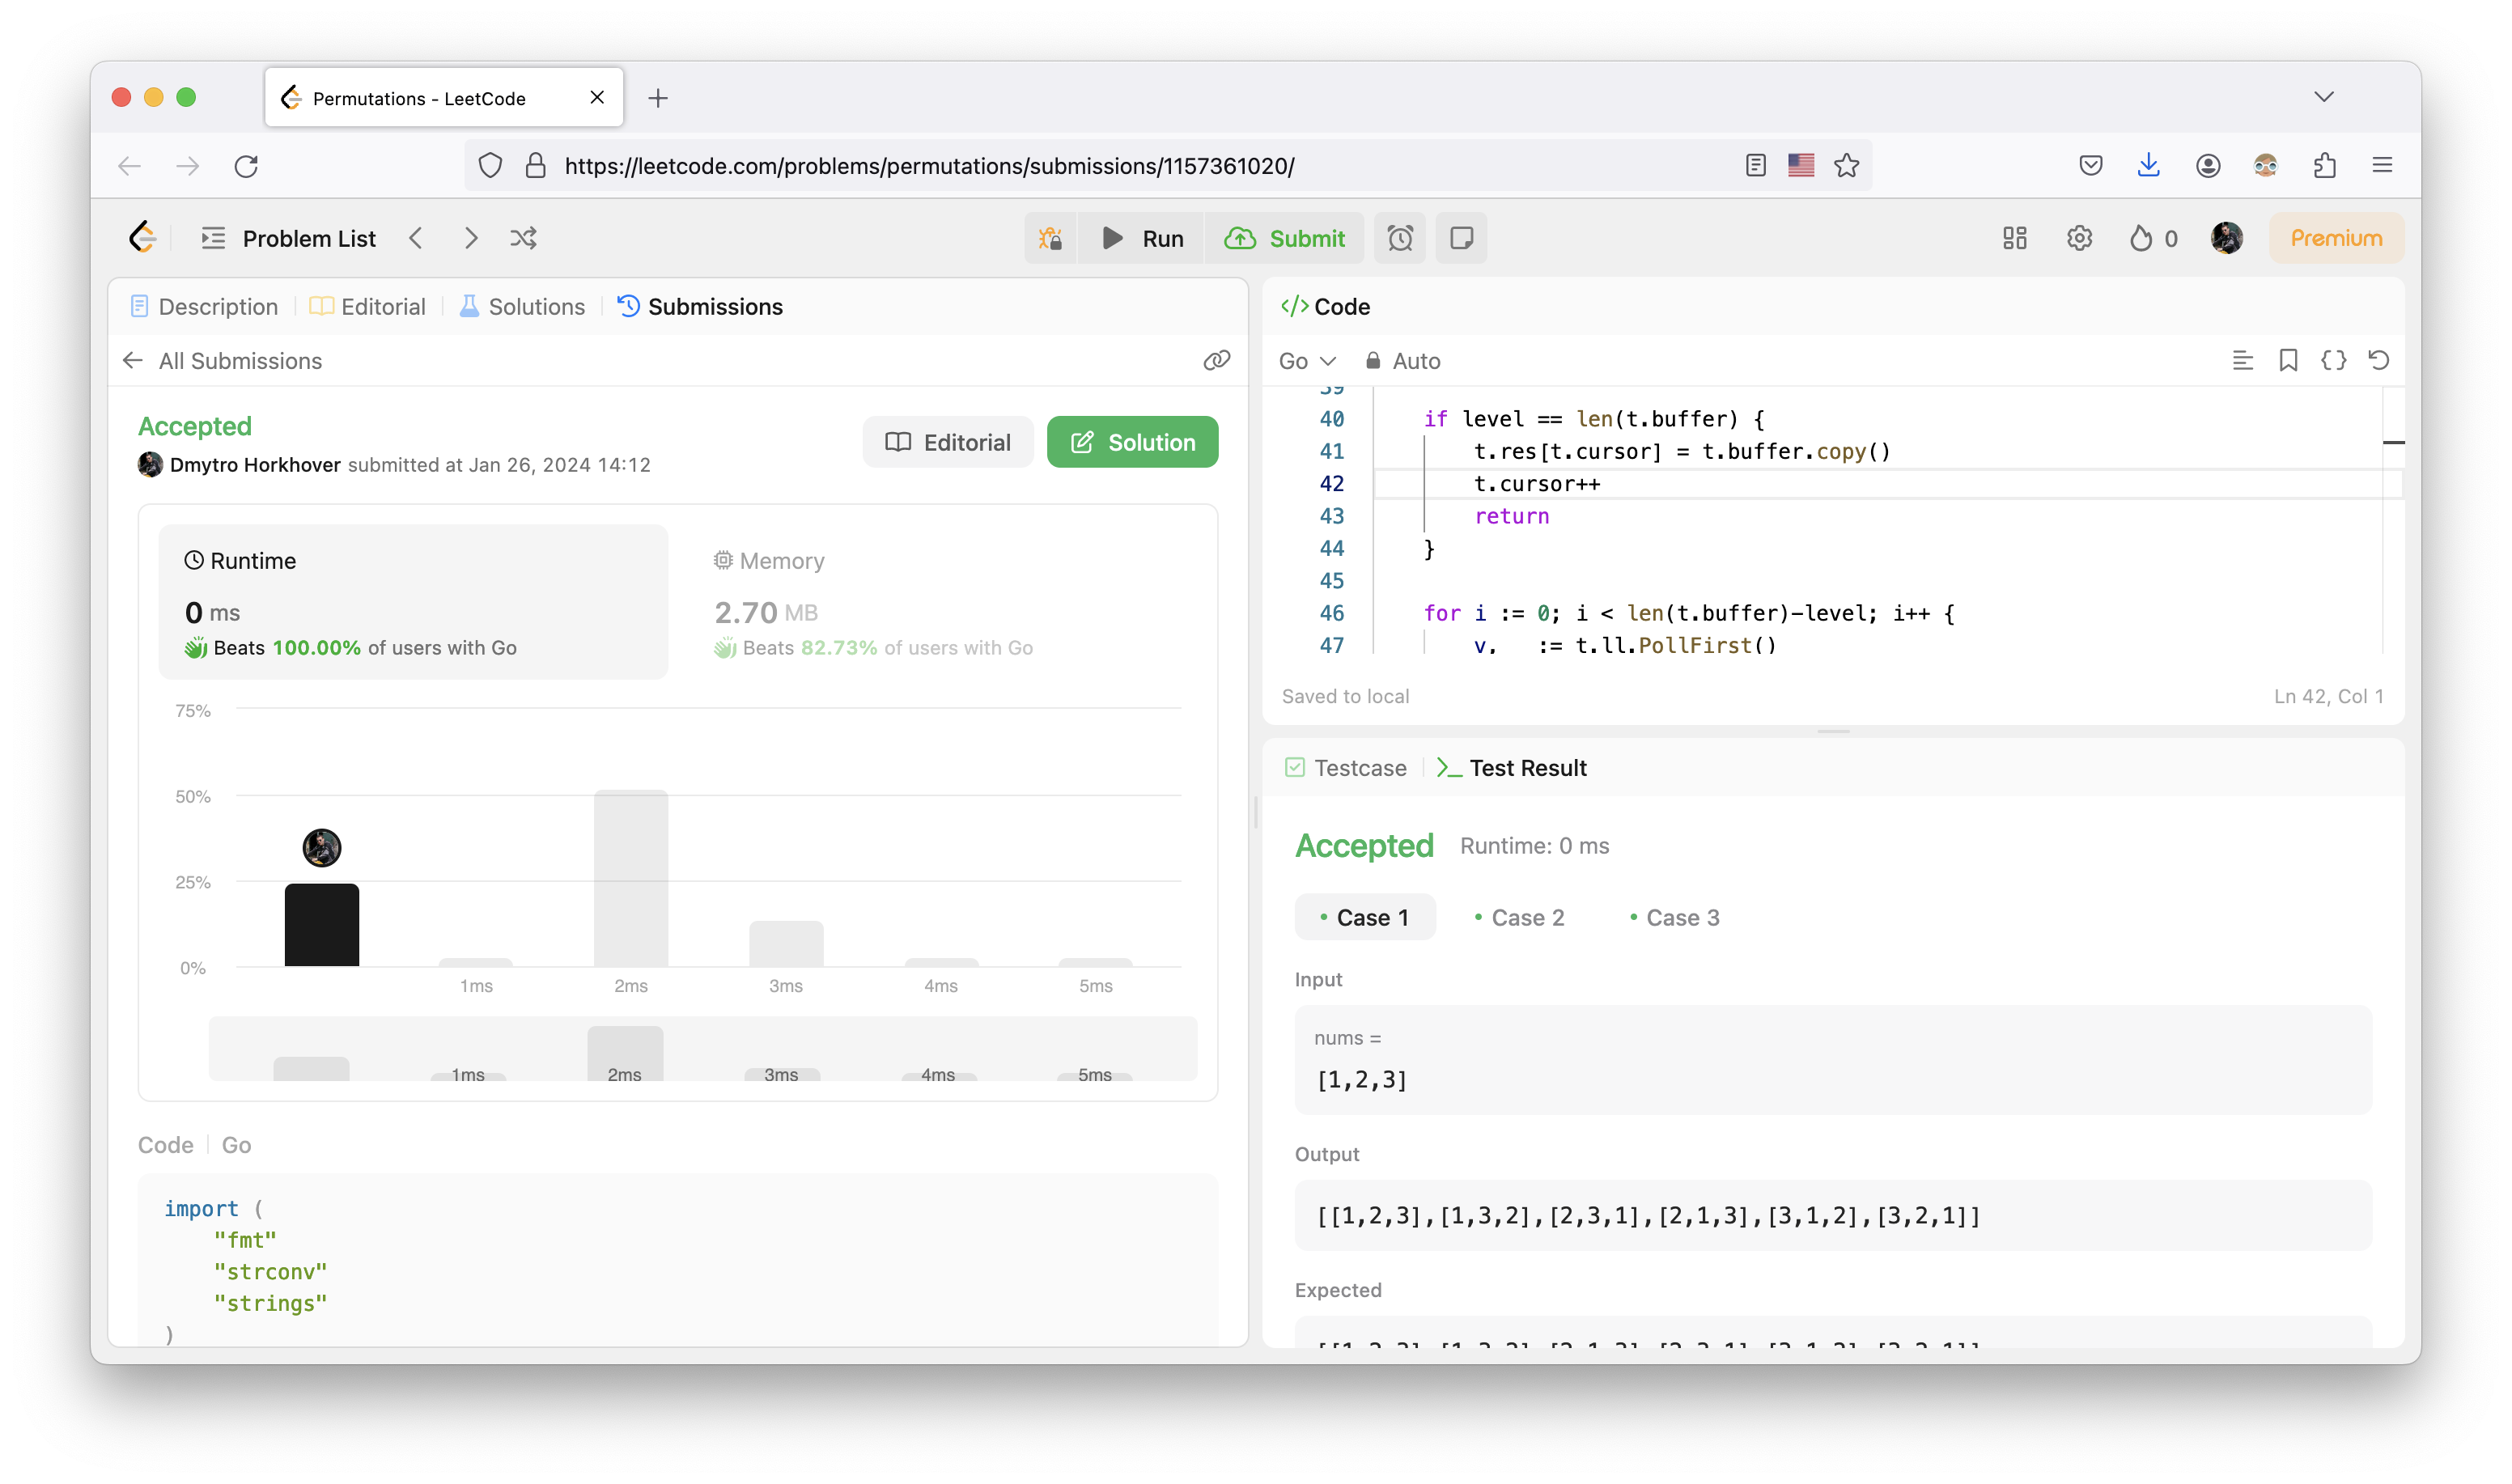 Permutations - LeetCode
https://leetcode.com/problems/permutations/submissions/1157361020/
Problem List
Run
Submit
0
Premium
Description
Editorial
Solutions
Submissions
All Submissions
Accepted
Editorial
Solution
Dmytro Horkhover submitted at Jan 26, 2024 14:12
Runtime
0 ms
Beats 100.00% of users with Go
Memory
2.70 MB
Beats 82.73% of users with Go
75%
50%
25%
0%
1ms 2ms 3ms 4ms 5ms
1ms 2ms 3ms 4ms 5ms
Code
Go
import (
"fmt"
"strconv"
"strings"
)
Code
Go
Auto
39
40 if level == len(t.buffer) {
41 t.res[t.cursor] = t.buffer.copy()
42 t.cursor++
43 return
44 }
45
46 for i := 0; i < len(t.buffer)-level; i++ {
47 v, := t.ll.PollFirst()
Saved to local
Ln 42, Col 1
Testcase
Test Result
Accepted
Runtime: 0 ms
Case 1
Case 2
Case 3
Input
nums =
[1,2,3]
Output
[[1,2,3],[1,3,2],[2,3,1],[2,1,3],[3,1,2],[3,2,1]]
Expected